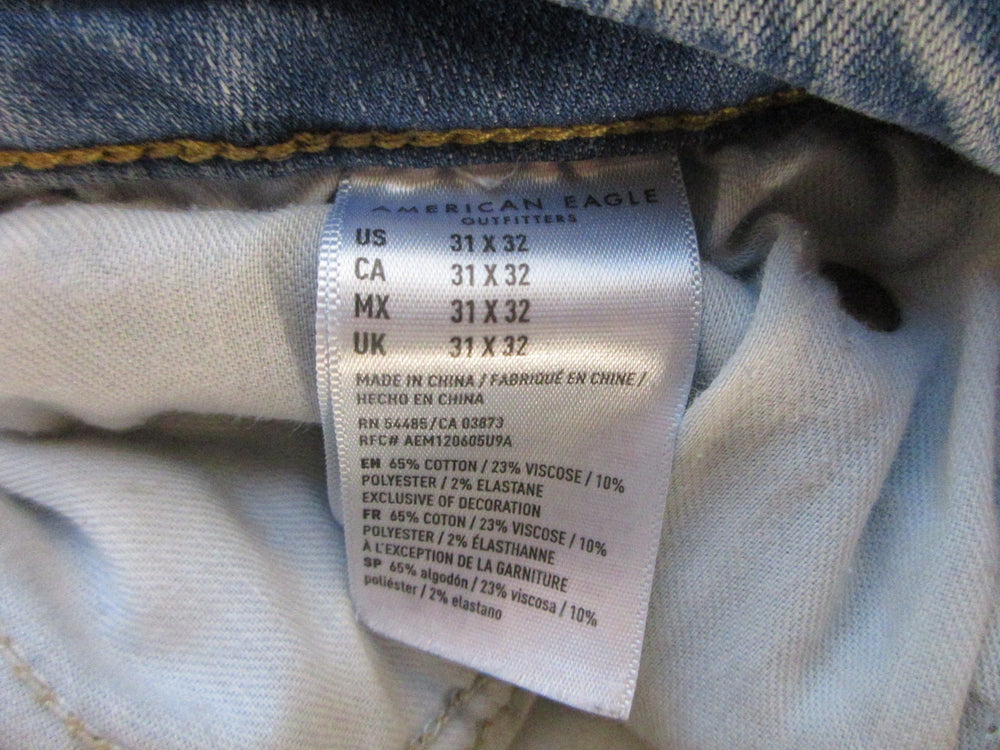 AMERICAN EAGLE
OUTFITTERS
US 31 X 32
CA 31 X 32
MX 31 X 32
UK 31 X 32
MADE IN CHINA / FABRIQUÉ EN CHINE /
HECHO EN CHINA
RN 54485/CA 03873
RFC# AEM120605U9A
EN 65% COTTON / 23% VISCOSE / 10%
POLYESTER / 2% ELASTANE
EXCLUSIVE OF DECORATION
FR 65% COTON / 23% VISCOSE / 10%
POLYESTER / 2% ÉLASTHANNE
À L'EXCEPTION DE LA GARNITURE
SP 65% algodón / 23% viscosa / 10%
poliéster / 2% elastano